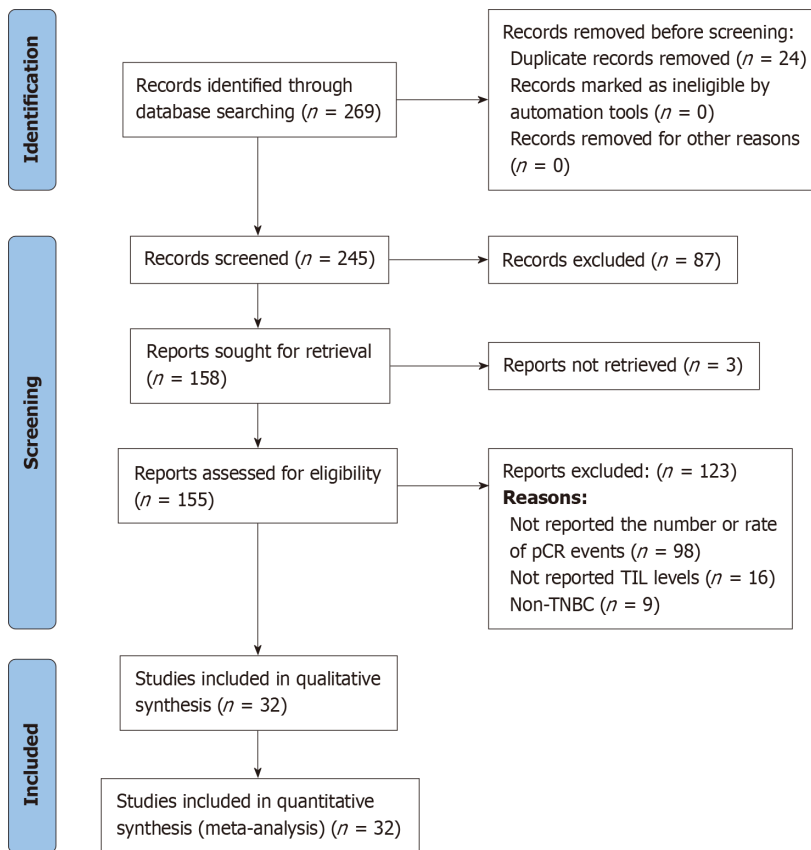 Identification
Records identified through
database searching (n = 269)
Records removed before screening:
Duplicate records removed (n = 24)
Records marked as ineligible by
automation tools (n = 0)
Records removed for other reasons
(n = 0)
Screening
Records screened (n = 245)
Records excluded (n = 87)
Reports sought for retrieval
(n = 158)
Reports not retrieved (n = 3)
Reports assessed for eligibility
(n = 155)
Reports excluded: (n = 123)
Reasons:
Not reported the number or rate
of pCR events (n = 98)
Not reported TIL levels (n = 16)
Non-TNBC (n = 9)
Included
Studies included in qualitative
synthesis (n = 32)
Studies included in quantitative
synthesis (meta-analysis) (n = 32)